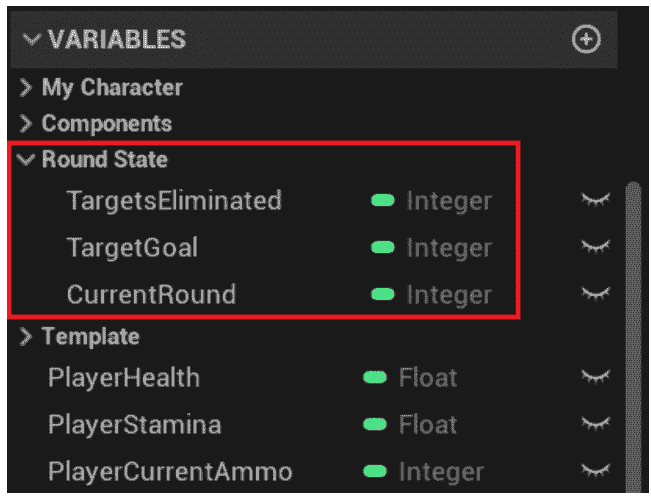 VARIABLES
My Character
Components
Round State
TargetsEliminated Integer
TargetGoal Integer
CurrentRound Integer
Template
PlayerHealth Float
PlayerStamina Float
PlayerCurrentAmmo Integer